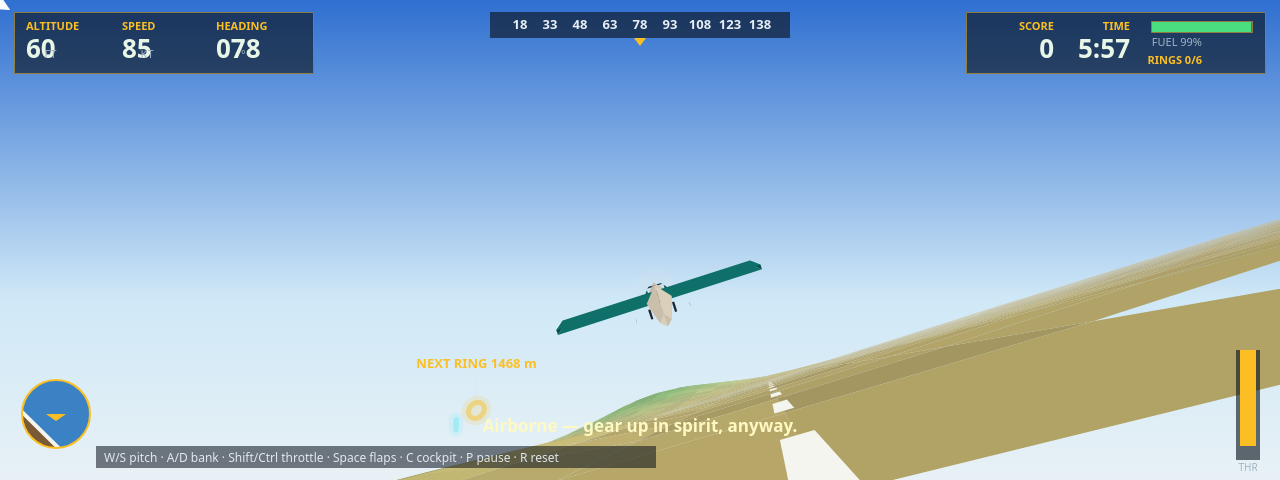 ALTITUDE SPEED HEADING
60 FT 85 KT 078 °
18 33 48 63 78 93 108 123 138
SCORE TIME
0 5:57
FUEL 99%
RINGS 0/6
NEXT RING 1468 m
Airborne — gear up in spirit, anyway.
W/S pitch · A/D bank · Shift/Ctrl throttle · Space flaps · C cockpit · P pause · R reset
THR